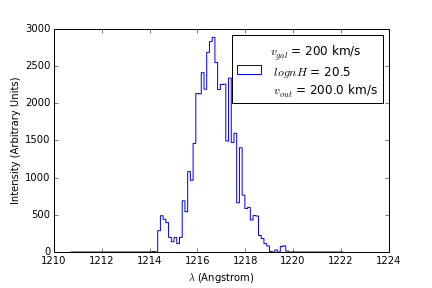 3000
2500
2000
1500
1000
500
0
Intensity (Arbitrary Units)
v_gal = 200 km/s
lognH = 20.5
v_out = 200.0 km/s
1210 1212 1214 1216 1218 1220 1222 1224
λ (Angstrom)